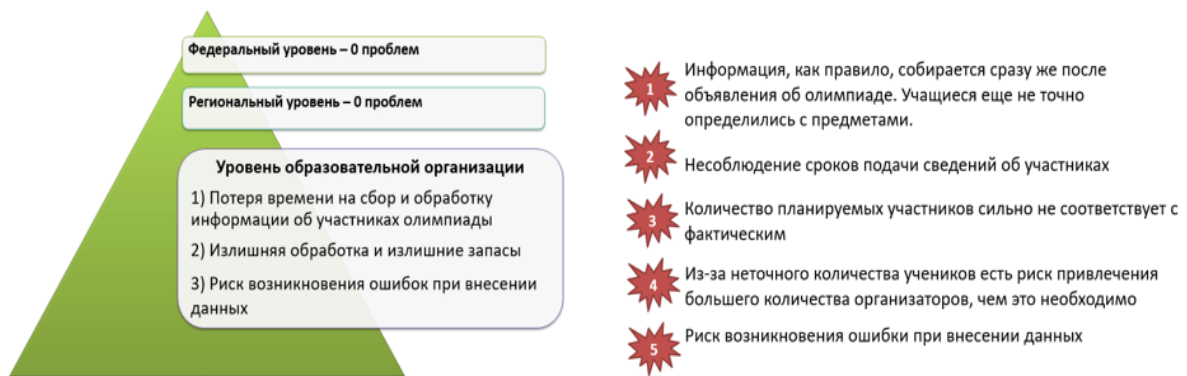 Федеральный уровень – 0 проблем
Региональный уровень – 0 проблем
Уровень образовательной организации
1) Потеря времени на сбор и обработку
информации об участниках олимпиады
2) Излишняя обработка и излишние запасы
3) Риск возникновения ошибок при внесении
данных
1
Информация, как правило, собирается сразу же после
объявления об олимпиаде. Учащиеся еще не точно
определились с предметами.
2
Несоблюдение сроков подачи сведений об участниках
3
Количество планируемых участников сильно не соответствует с
фактическим
4
Из-за неточного количества учеников есть риск привлечения
большего количества организаторов, чем это необходимо
5
Риск возникновения ошибки при внесении данных